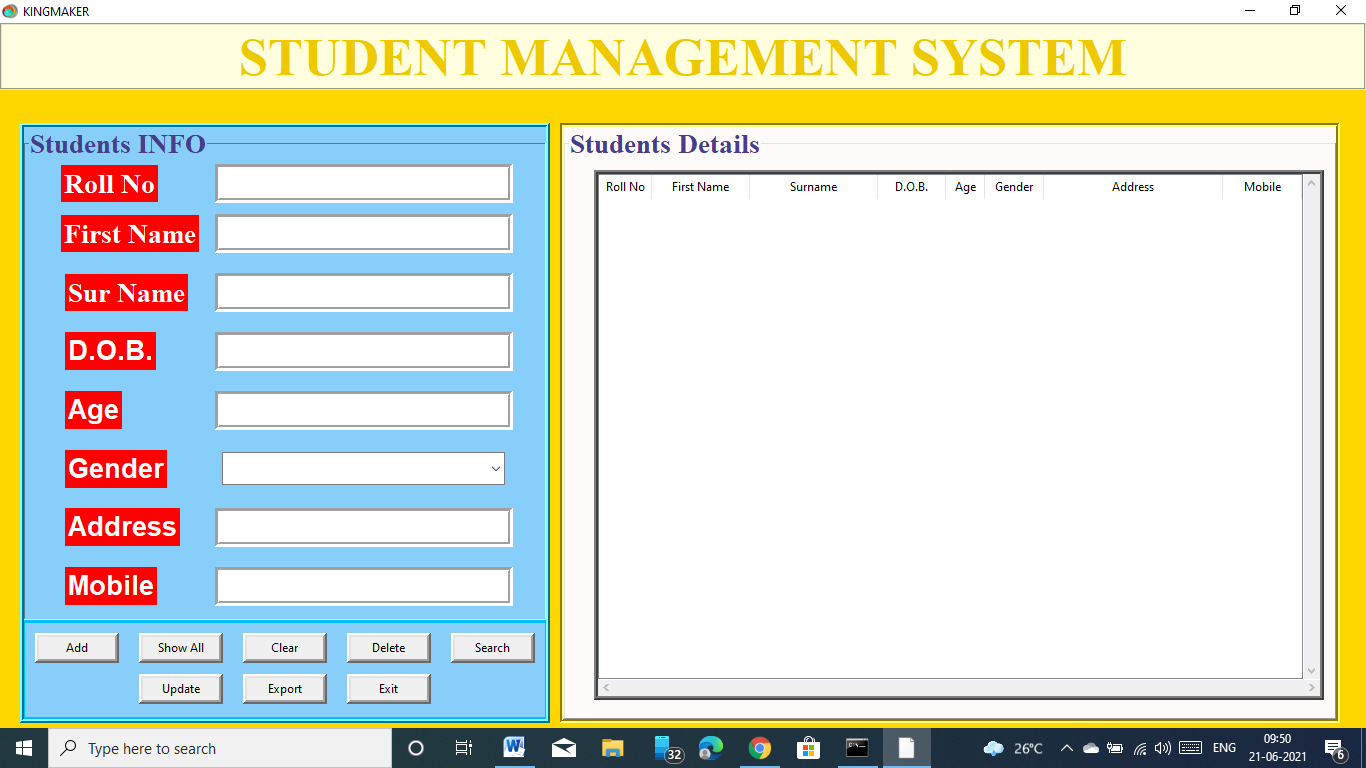 KINGMAKER
STUDENT MANAGEMENT SYSTEM
Students INFO
Roll No
First Name
Sur Name
D.O.B.
Age
Gender
Address
Mobile
Add Show All Clear Delete Search
Update Export Exit
Students Details
Roll No First Name Surname D.O.B. Age Gender Address Mobile
Type here to search
32
26°C
ENG
09:50
21-06-2021
6